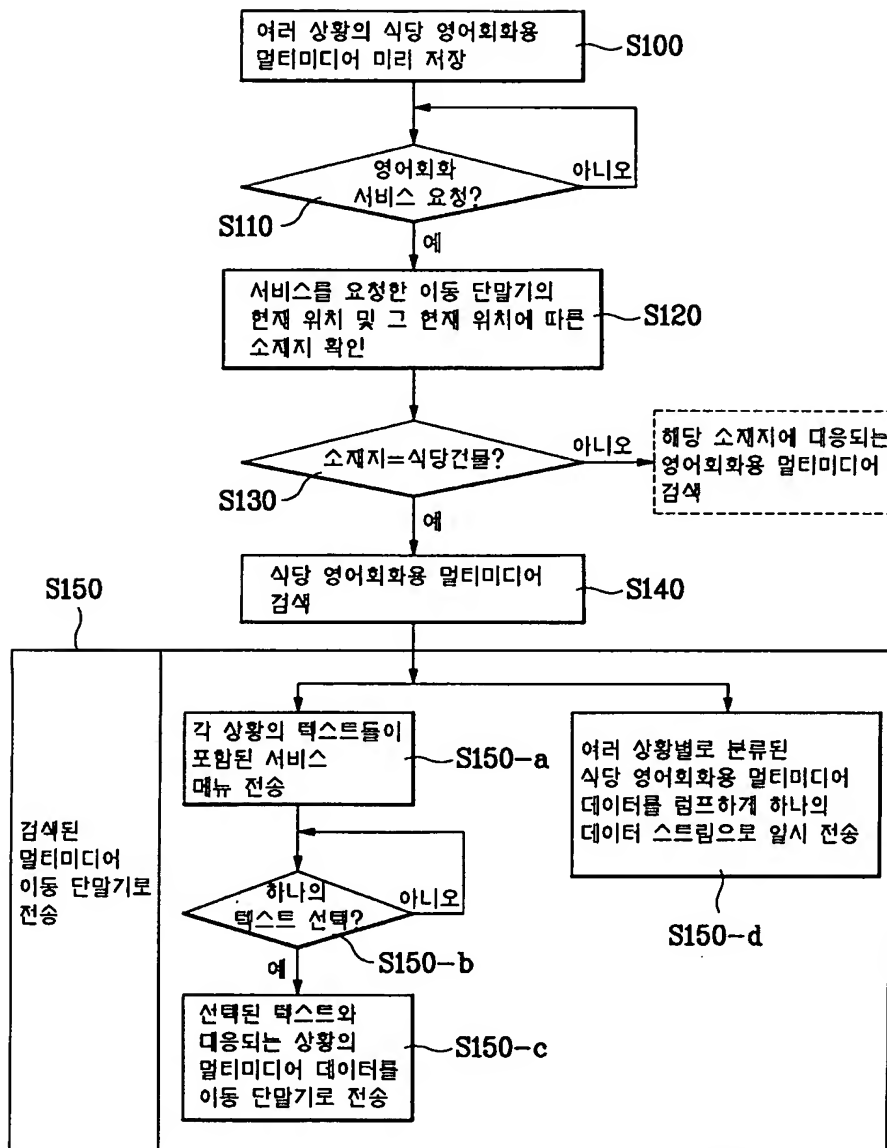 여러 상황의 식당 영어회화용
멀티미디어 미리 저장
S100
영어회화
서비스 요청?
아니오
S110
예
서비스를 요청한 이동 단말기의
현재 위치 및 그 현재 위치에 따른
소재지 확인
S120
소재지=식당건물?
아니오
해당 소재지에 대응되는
영어회화용 멀티미디어
검색
S130
예
식당 영어회화용 멀티미디어
검색
S140
S150
검색된
멀티미디어
이동 단말기로
전송
각 상황의 텍스트들이
포함된 서비스
메뉴 전송
S150-a
하나의
텍스트 선택?
아니오
S150-b
예
선택된 텍스트와
대응되는 상황의
멀티미디어 데이터를
이동 단말기로 전송
S150-c
여러 상황별로 분류된
식당 영어회화용 멀티미디어
데이터를 럼프하게 하나의
데이터 스트림으로 일시 전송
S150-d